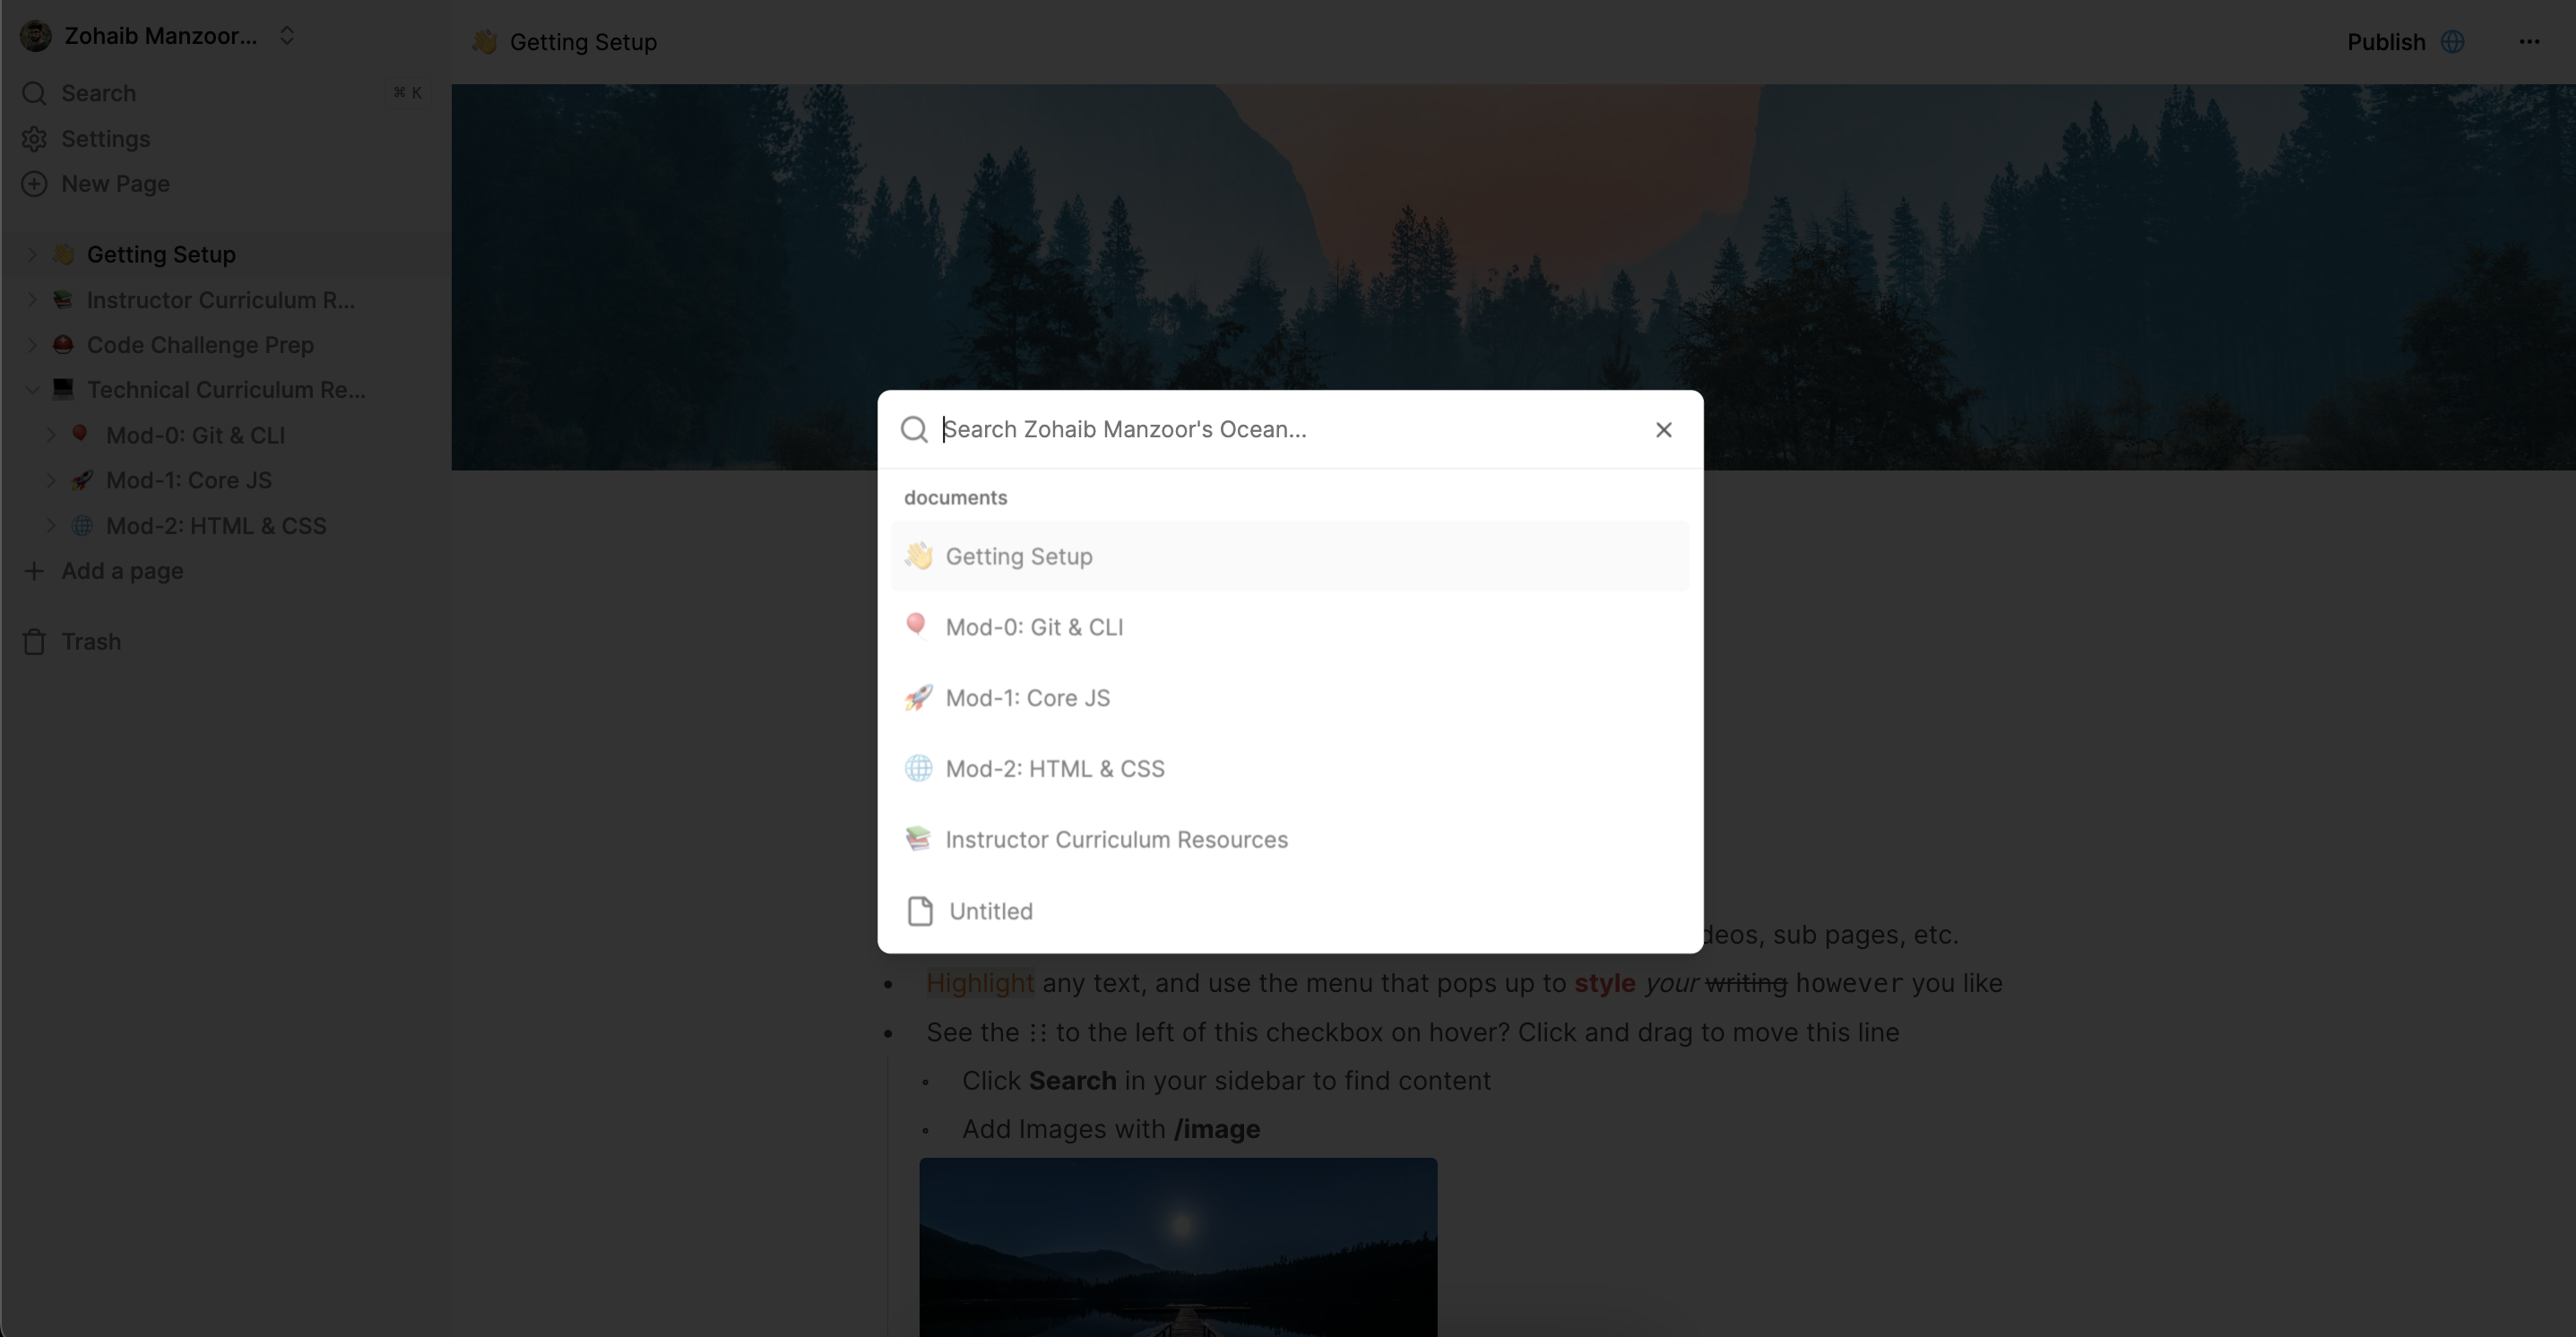 Zohaib Manzoor...
Search ⌘ K
Settings
New Page
Getting Setup
Instructor Curriculum R...
Code Challenge Prep
Technical Curriculum Re...
Mod-0: Git & CLI
Mod-1: Core JS
Mod-2: HTML & CSS
Add a page
Trash
Getting Setup
Publish
Search Zohaib Manzoor's Ocean...
documents
Getting Setup
Mod-0: Git & CLI
Mod-1: Core JS
Mod-2: HTML & CSS
Instructor Curriculum Resources
Untitled
sub pages, etc.
Highlight any text, and use the menu that pops up to style your writing however you like
See the ⋮⋮ to the left of this checkbox on hover? Click and drag to move this line
Click Search in your sidebar to find content
Add Images with /image